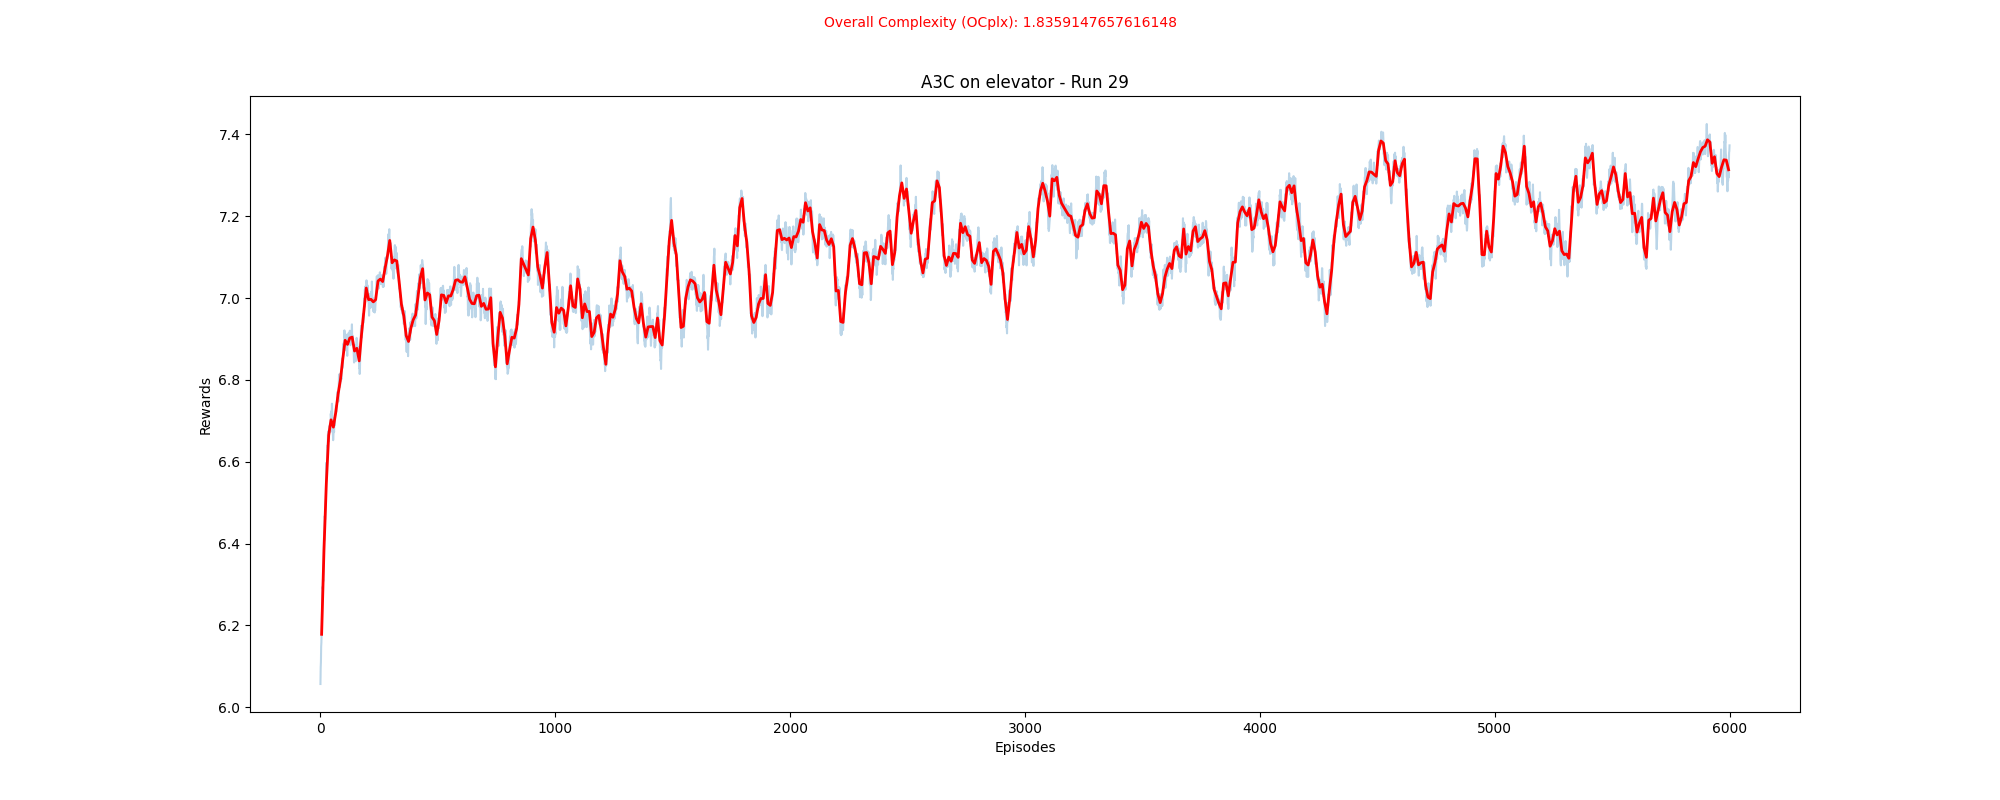 Overall Complexity (OCplx): 1.8359147657616148
A3C on elevator - Run 29
7.4
7.2
7.0
6.8
6.6
6.4
6.2
6.0
Rewards
0 1000 2000 3000 4000 5000 6000
Episodes